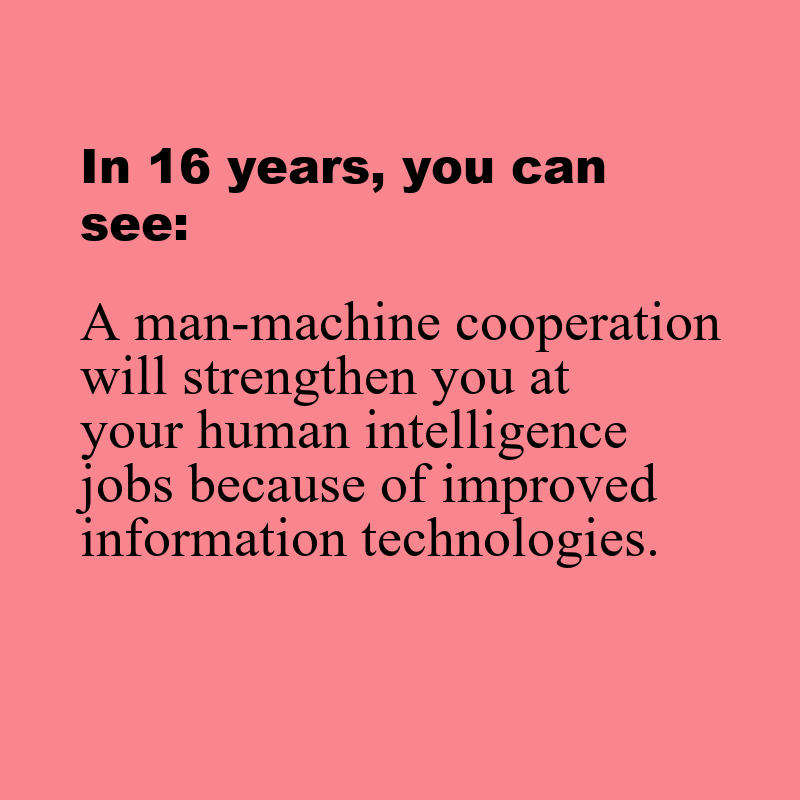 In 16 years, you can
see:
A man-machine cooperation
will strengthen you at
your human intelligence
jobs because of improved
information technologies.